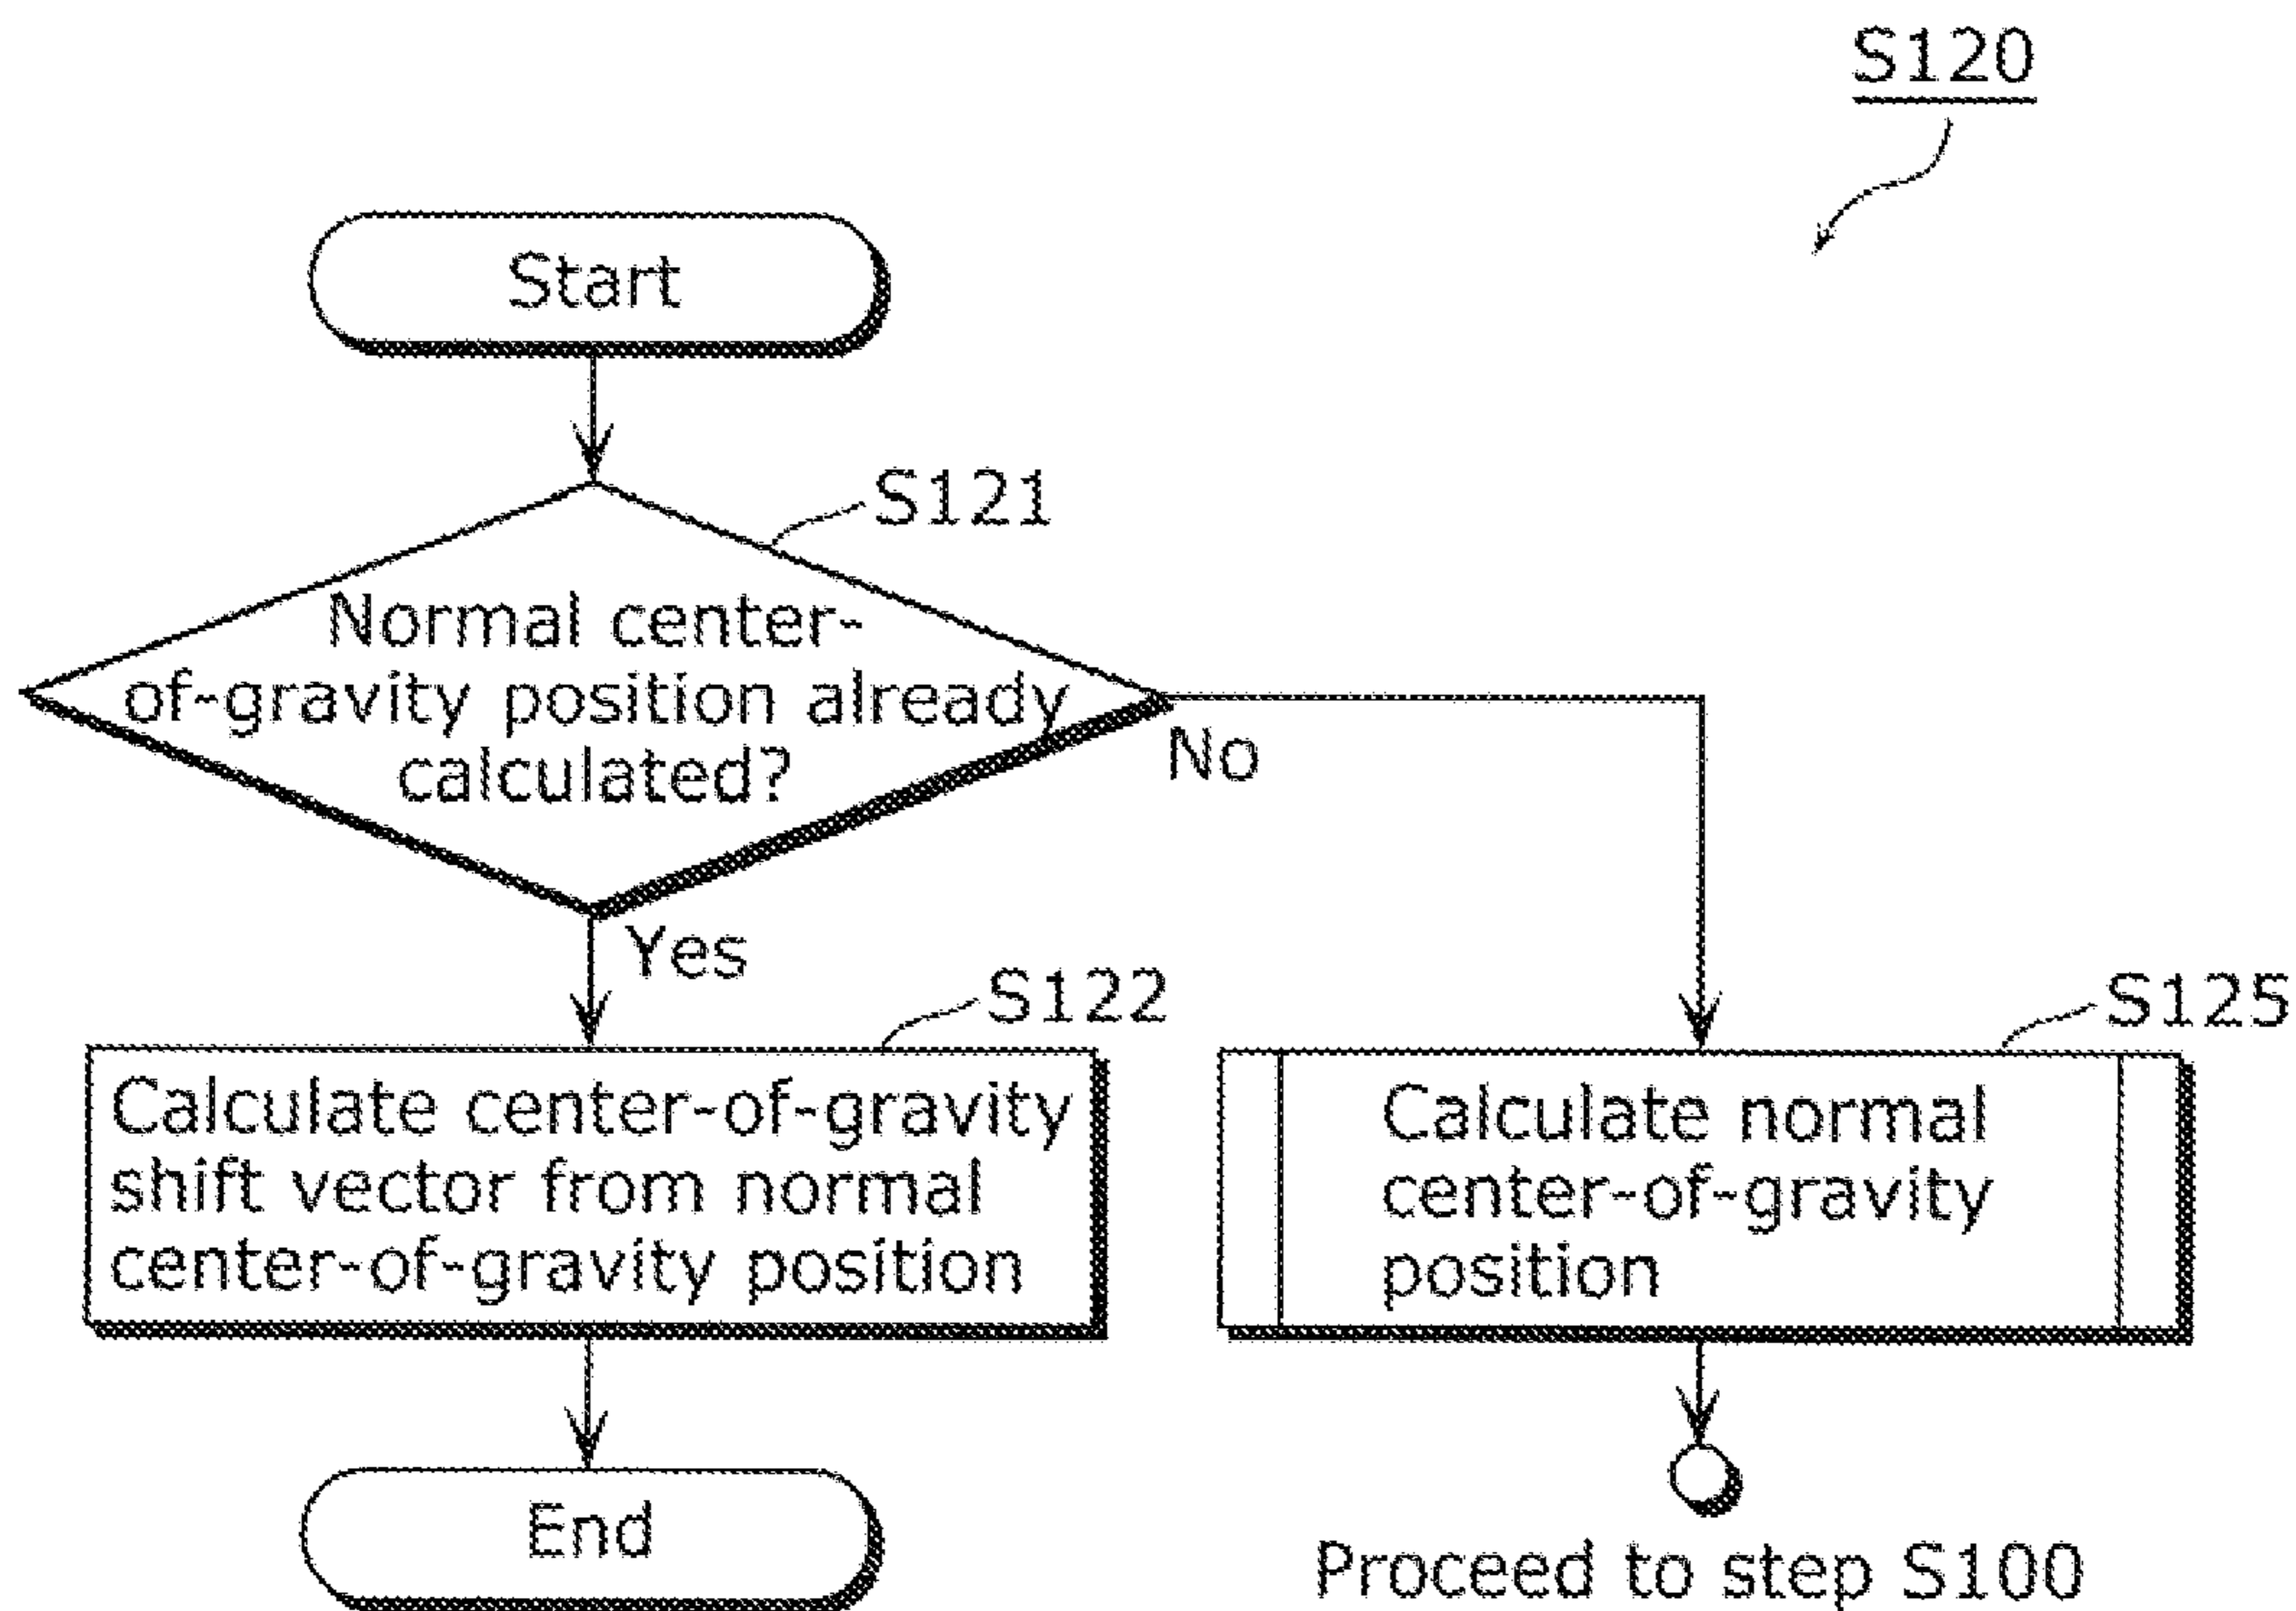 S120
Start
S121
Normal center-
of-gravity position already
calculated?
No
Yes
S122
S125
Calculate center-of-gravity
shift vector from normal
center-of-gravity position
Calculate normal
center-of-gravity
position
End
Proceed to step S100